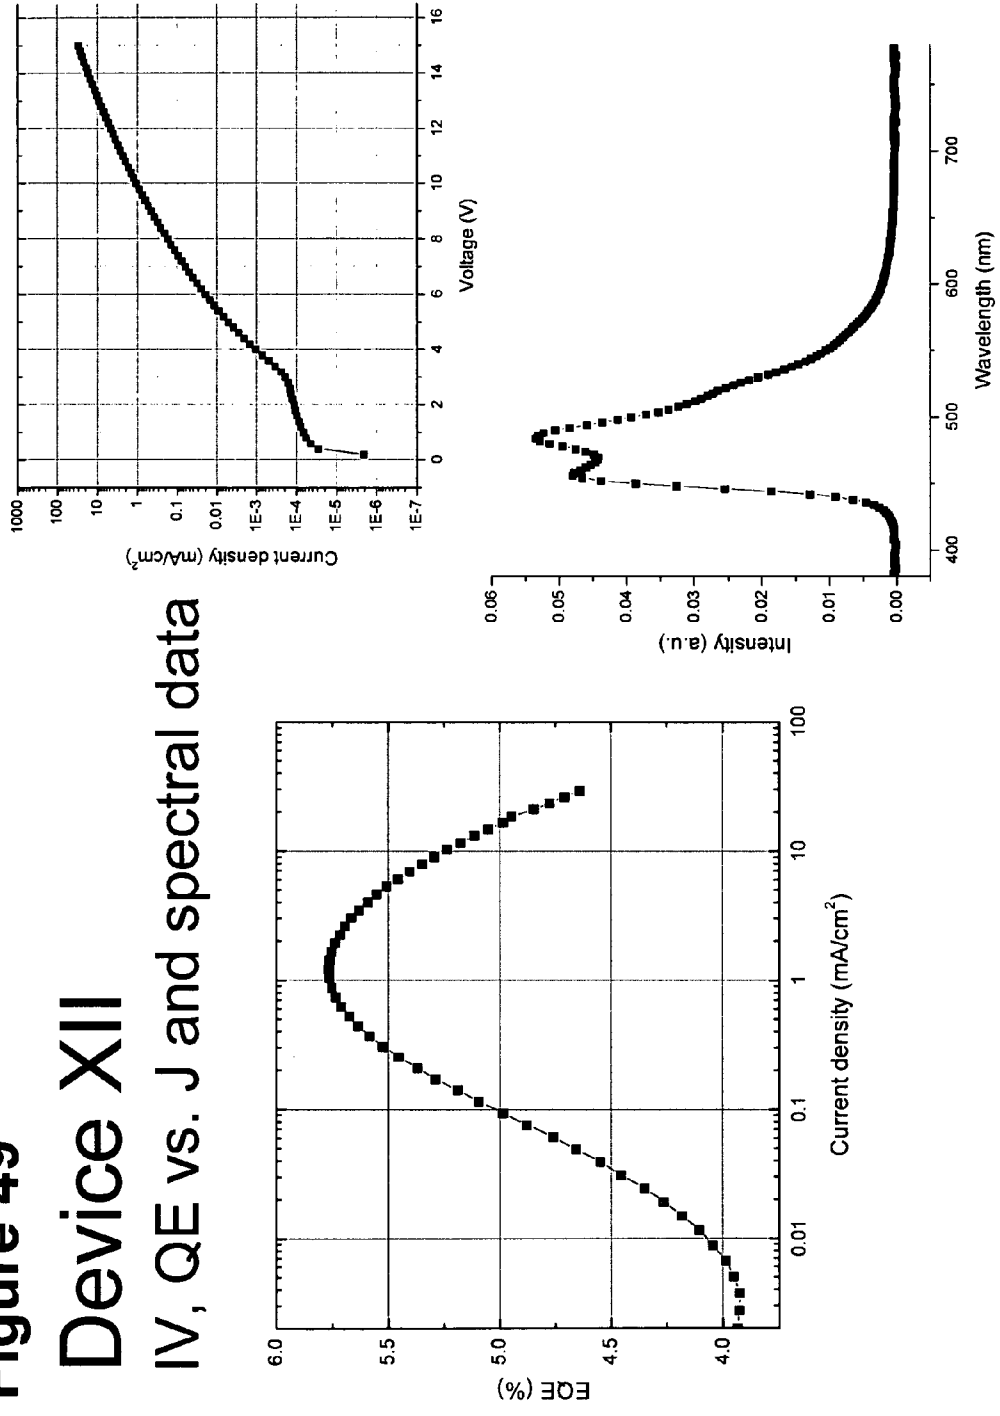 Figure 49
Device XII
IV, QE vs. J and spectral data
1000
100
10
1
0.1
0.01
1E-3
1E-4
1E-5
1E-6
1E-7
Current density (mA/cm²)
0
2
4
6
8
10
12
14
16
Voltage (V)
6.0
5.5
5.0
4.5
4.0
EQE (%)
0.01
0.1
1
10
100
Current density (mA/cm²)
0.06
0.05
0.04
0.03
0.02
0.01
0.00
Intensity (a.u.)
400
500
600
700
Wavelength (nm)